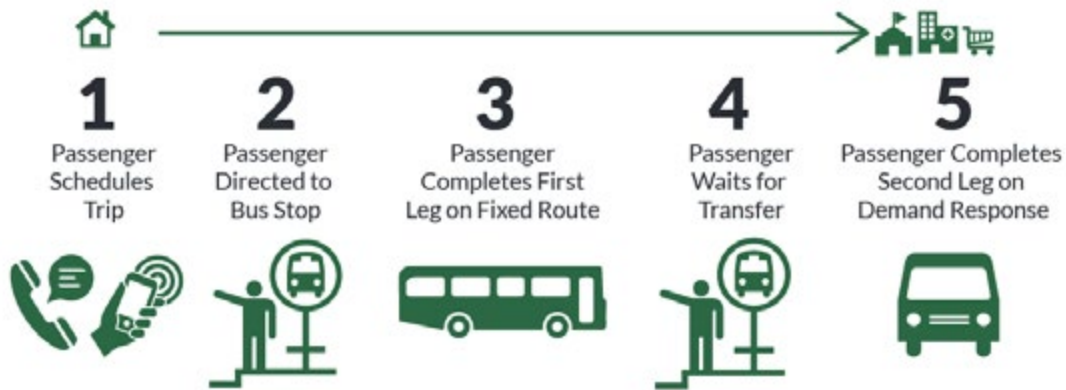 1
Passenger
Schedules
Trip
2
Passenger
Directed to
Bus Stop
3
Passenger
Completes First
Leg on Fixed Route
4
Passenger
Waits for
Transfer
5
Passenger Completes
Second Leg on
Demand Response